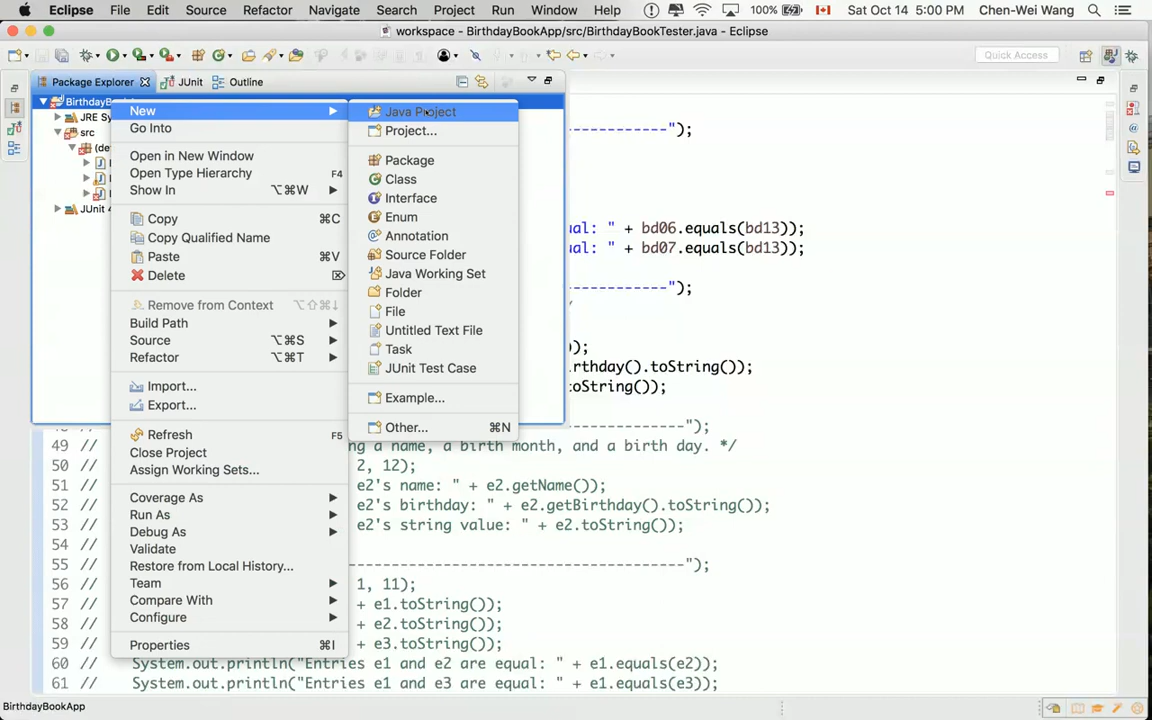 Eclipse File Edit Source Refactor Navigate Search Project Run Window Help 100% Sat Oct 14 5:00 PM Chen-Wei Wang
workspace - BirthdayBookApp/src/BirthdayBookTester.java - Eclipse
Quick Access
Package Explorer JUnit Outline
JRE Sy
src
(de
JUnit 4
New
Go Into
Open in New Window
Open Type Hierarchy F4
Show In ⌥⌘W
Copy ⌘C
Copy Qualified Name
Paste ⌘V
Delete ⌦
Remove from Context ⌥⇧⌘↓
Build Path
Source ⌥⌘S
Refactor ⌥⌘T
Import...
Export...
Refresh F5
Close Project
Assign Working Sets...
Coverage As
Run As
Debug As
Validate
Restore from Local History...
Team
Compare With
Configure
Properties ⌘I
Java Project
Project...
Package
Class
Interface
Enum
Annotation
Source Folder
Java Working Set
Folder
File
Untitled Text File
Task
JUnit Test Case
Example...
Other... ⌘N
---------------");
ual: " + bd06.equals(bd13));
ual: " + bd07.equals(bd13));
---------------");
);
rthday().toString());
toString());
---------------");
49 // ng a name, a birth month, and a birth day. */
50 // 2, 12);
51 // e2's name: " + e2.getName());
52 // e2's birthday: " + e2.getBirthday().toString());
53 // e2's string value: " + e2.toString());
54 //
55 // ---------------------------------");
56 // 1, 11);
57 // + e1.toString());
58 // + e2.toString());
59 // + e3.toString());
60 // System.out.println("Entries e1 and e2 are equal: " + e1.equals(e2));
61 // System.out.println("Entries e1 and e3 are equal: " + e1.equals(e3));
BirthdayBookApp